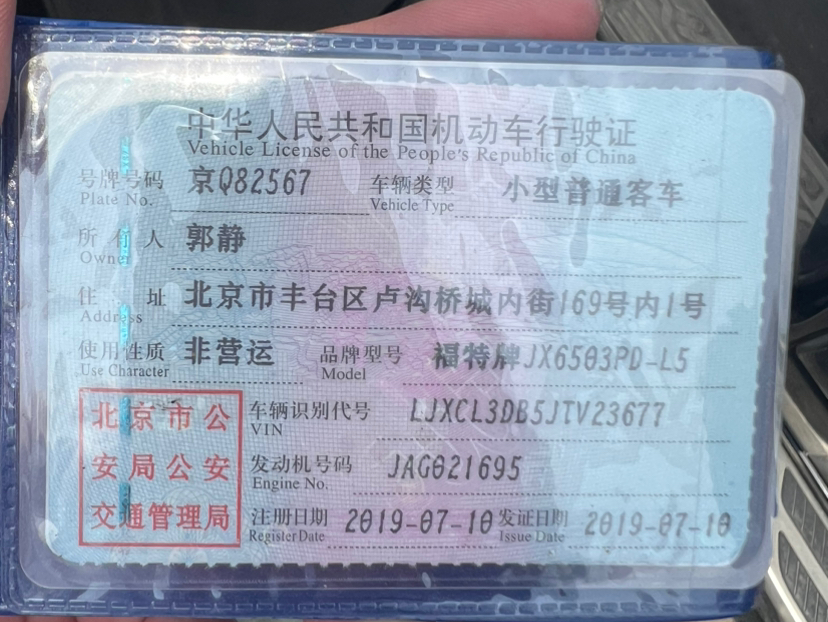 中华人民共和国机动车行驶证
Vehicle License of the People's Republic of China
号牌号码 京Q82567 车辆类型 小型普通客车
Plate No. Vehicle Type
所有人 郭静
Owner
住址 北京市丰台区卢沟桥城内街169号内1号
Address
使用性质 非营运 品牌型号 福特牌JX6503PD-L5
Use Character Model
北京市公 车辆识别代号 LJXCL3DB5JTV23677
VIN
安局公安 发动机号码 JAG021695
Engine No.
交通管理局 注册日期 2019-07-10 发证日期 2019-07-10
Register Date Issue Date